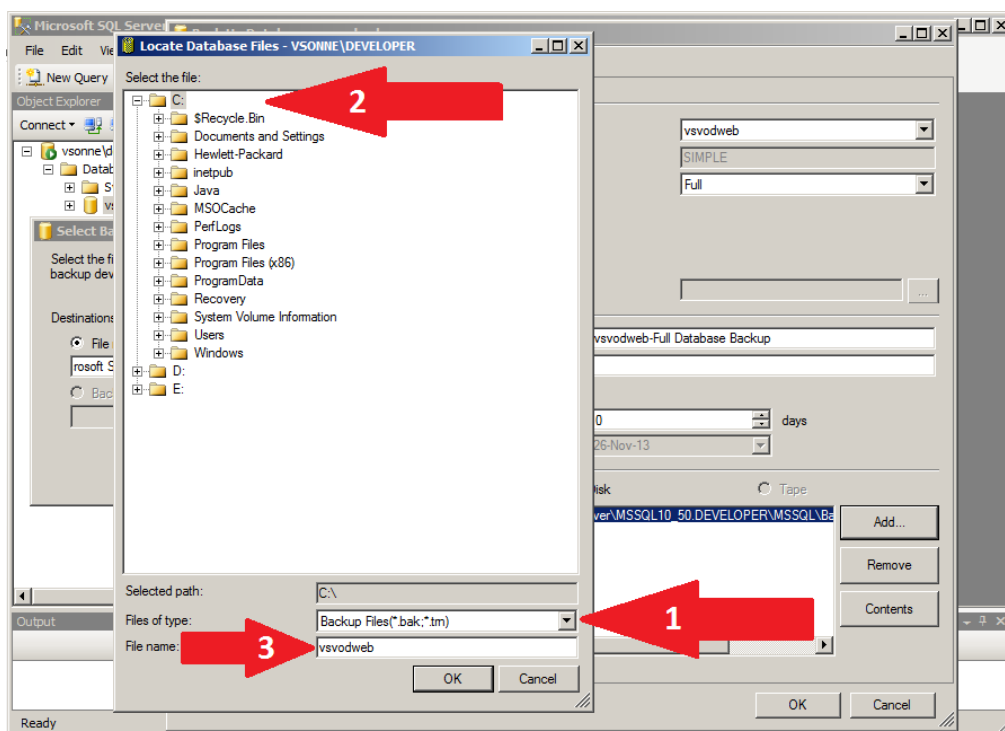 Microsoft SQL Server
File Edit Vie
New Query
Object Explorer
Connect
vsonne\d
Datab
S
vs
Select Ba
Select the fi
backup dev
Destinations
File
rosoft S
Bac
Output
Ready
Locate Database Files - VSONNE\DEVELOPER
Select the file:
C:
2
$Recycle.Bin
Documents and Settings
Hewlett-Packard
inetpub
Java
MSOCache
PerfLogs
Program Files
Program Files (x86)
ProgramData
Recovery
System Volume Information
Users
Windows
D:
E:
Selected path: C:\
Files of type: Backup Files(*.bak;*.trn) 1
File name: 3 vsvodweb
OK Cancel
vsvodweb
SIMPLE
Full
...
vsvodweb-Full Database Backup
0 days
26-Nov-13
Disk Tape
ver\MSSQL10_50.DEVELOPER\MSSQL\Ba
Add...
Remove
Contents
OK Cancel